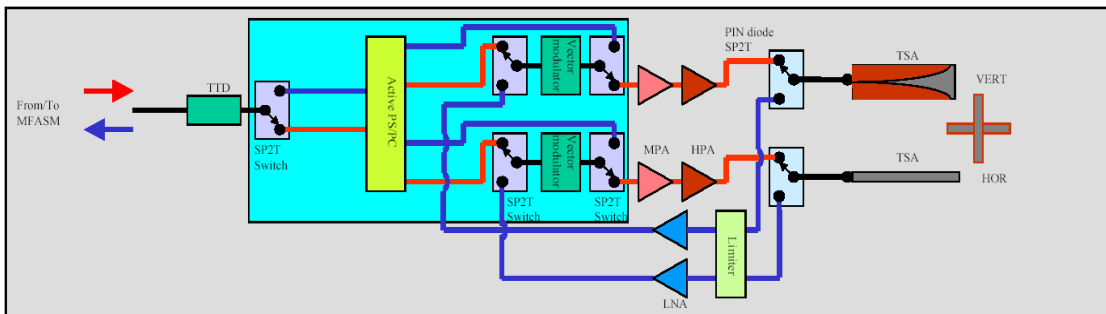 From/To
MFASM
TTD
SP2T
Switch
Active PS/PC
SP2T
Switch
Vector
modulator
Vector
modulator
SP2T
Switch
MPA
HPA
PIN diode
SP2T
TSA
VERT
TSA
HOR
Limiter
LNA